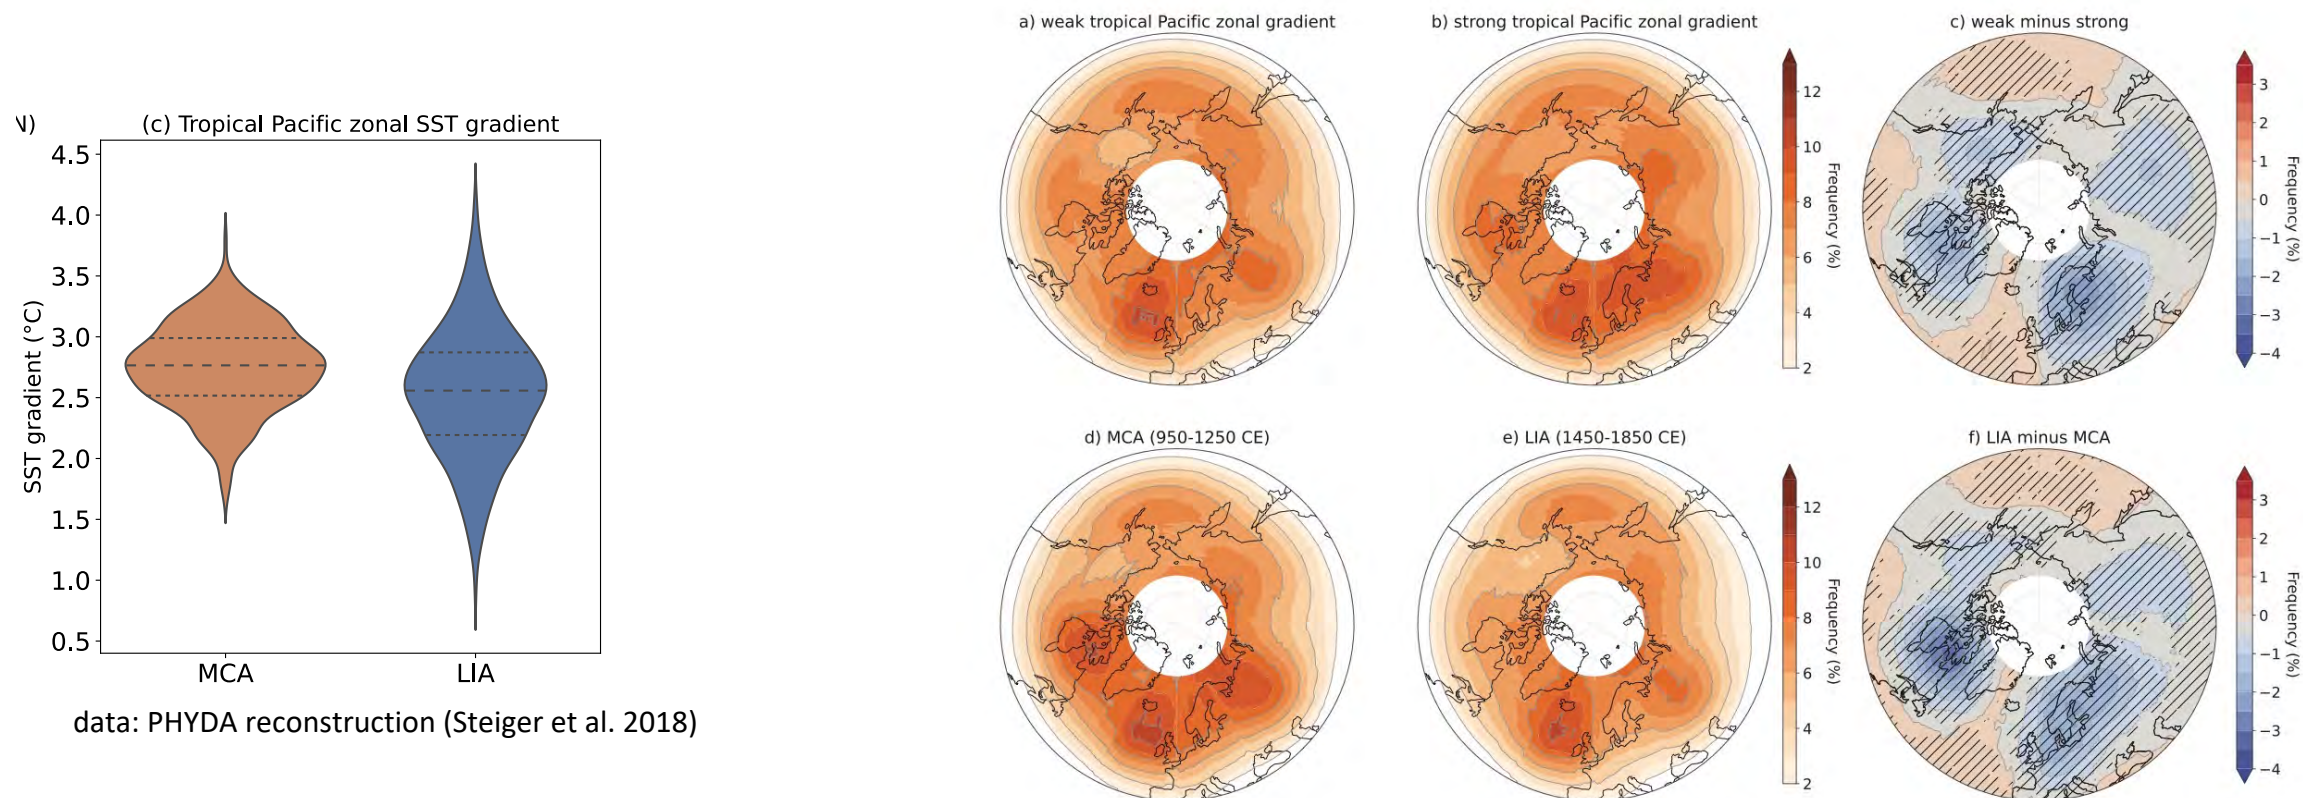 N)
(c) Tropical Pacific zonal SST gradient
4.5
4.0
3.5
3.0
2.5
2.0
1.5
1.0
0.5
SST gradient (°C)
MCA
LIA
data: PHYDA reconstruction (Steiger et al. 2018)
a) weak tropical Pacific zonal gradient
b) strong tropical Pacific zonal gradient
12
10
8
6
4
2
Frequency (%)
c) weak minus strong
3
2
1
0
−1
−2
−3
−4
Frequency (%)
d) MCA (950-1250 CE)
e) LIA (1450-1850 CE)
12
10
8
6
4
2
Frequency (%)
f) LIA minus MCA
3
2
1
0
−1
−2
−3
−4
Frequency (%)